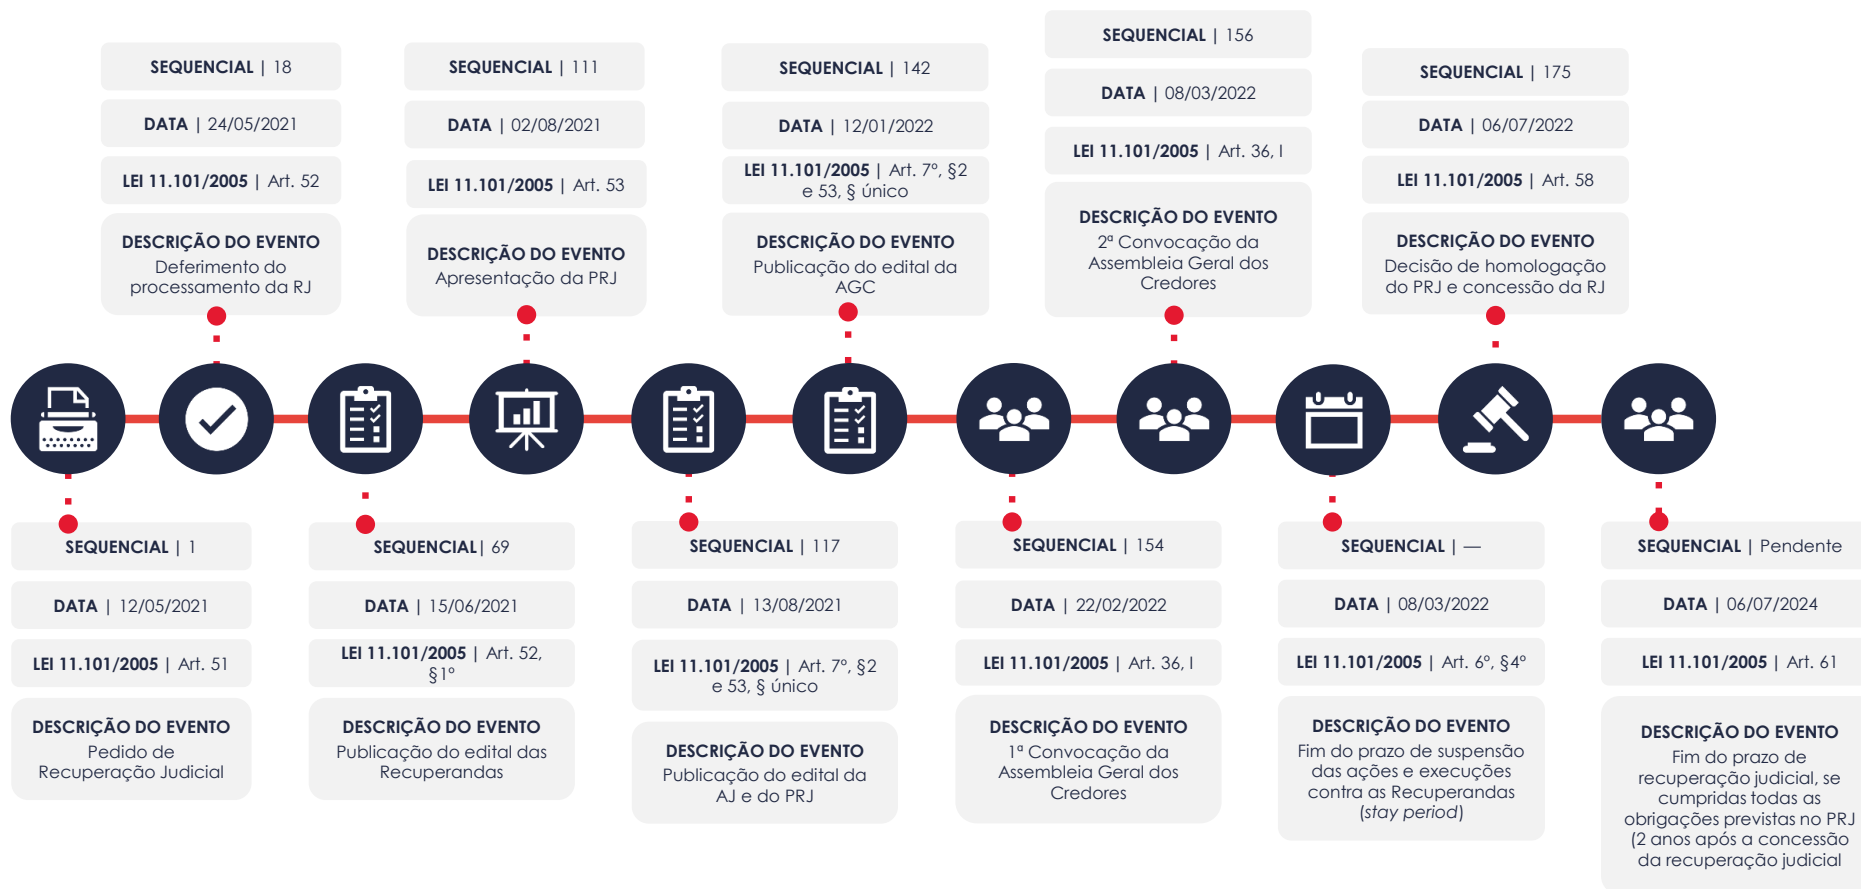 SEQUENCIAL | 18
DATA | 24/05/2021
LEI 11.101/2005 | Art. 52
DESCRIÇÃO DO EVENTO
Deferimento do
processamento da RJ
SEQUENCIAL | 111
DATA | 02/08/2021
LEI 11.101/2005 | Art. 53
DESCRIÇÃO DO EVENTO
Apresentação da PRJ
SEQUENCIAL | 142
DATA | 12/01/2022
LEI 11.101/2005 | Art. 7º, §2
e 53, § único
DESCRIÇÃO DO EVENTO
Publicação do edital da
AGC
SEQUENCIAL | 156
DATA | 08/03/2022
LEI 11.101/2005 | Art. 36, I
DESCRIÇÃO DO EVENTO
2ª Convocação da
Assembleia Geral dos
Credores
SEQUENCIAL | 175
DATA | 06/07/2022
LEI 11.101/2005 | Art. 58
DESCRIÇÃO DO EVENTO
Decisão de homologação
do PRJ e concessão da RJ
SEQUENCIAL | 1
DATA | 12/05/2021
LEI 11.101/2005 | Art. 51
DESCRIÇÃO DO EVENTO
Pedido de
Recuperação Judicial
SEQUENCIAL| 69
DATA | 15/06/2021
LEI 11.101/2005 | Art. 52,
§1º
DESCRIÇÃO DO EVENTO
Publicação do edital das
Recuperandas
SEQUENCIAL | 117
DATA | 13/08/2021
LEI 11.101/2005 | Art. 7º, §2
e 53, § único
DESCRIÇÃO DO EVENTO
Publicação do edital da
AJ e do PRJ
SEQUENCIAL | 154
DATA | 22/02/2022
LEI 11.101/2005 | Art. 36, I
DESCRIÇÃO DO EVENTO
1ª Convocação da
Assembleia Geral dos
Credores
SEQUENCIAL | —
DATA | 08/03/2022
LEI 11.101/2005 | Art. 6º, §4º
DESCRIÇÃO DO EVENTO
Fim do prazo de suspensão
das ações e execuções
contra as Recuperandas
(stay period)
SEQUENCIAL | Pendente
DATA | 06/07/2024
LEI 11.101/2005 | Art. 61
DESCRIÇÃO DO EVENTO
Fim do prazo de
recuperação judicial, se
cumpridas todas as
obrigações previstas no PRJ
(2 anos após a concessão
da recuperação judicial